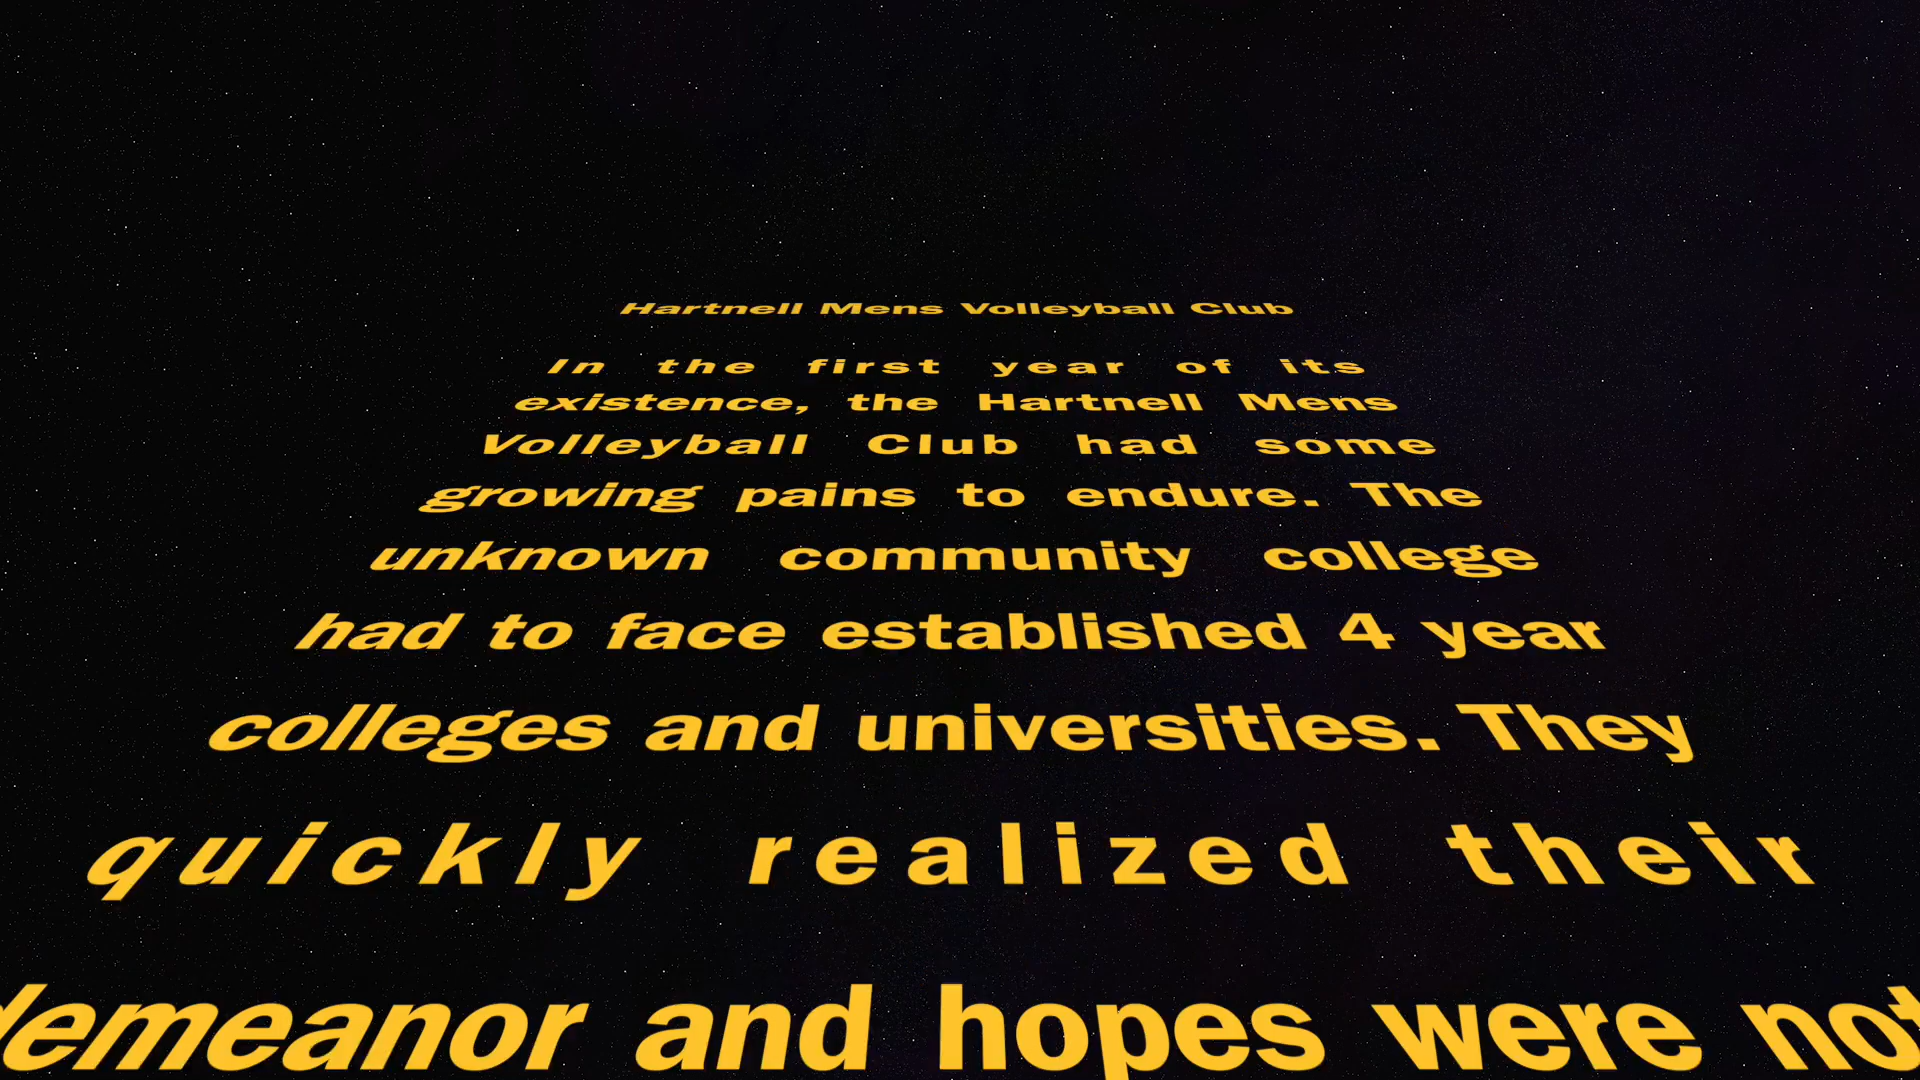 Hartnell Mens Volleyball Club
In the first year of its
existence, the Hartnell Mens
Volleyball Club had some
growing pains to endure. The
unknown community college
had to face established 4 year
colleges and universities. They
quickly realized their
demeanor and hopes were not